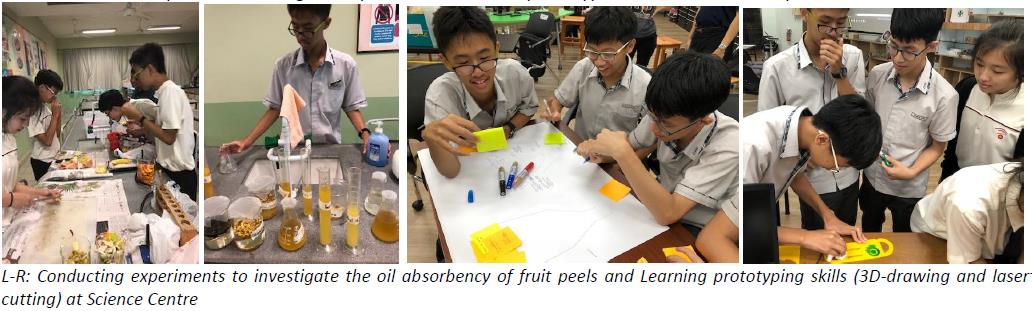 L-R: Conducting experiments to investigate the oil absorbency of fruit peels and Learning prototyping skills (3D-drawing and laser
cutting) at Science Centre